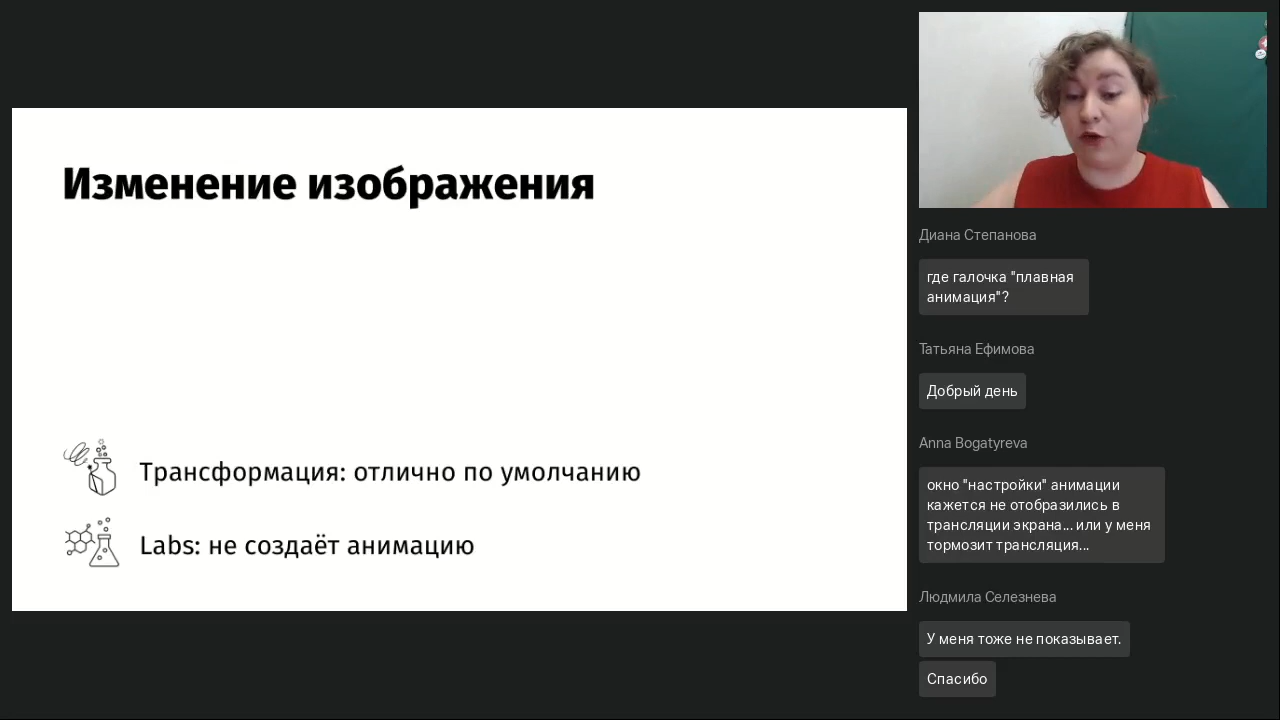 Изменение изображения
Трансформация: отлично по умолчанию
Labs: не создаёт анимацию
Диана Степанова
где галочка "плавная
анимация"?
Татьяна Ефимова
Добрый день
Anna Bogatyreva
окно "настройки" анимации
кажется не отобразились в
трансляции экрана... или у меня
тормозит трансляция...
Людмила Селезнева
У меня тоже не показывает.
Спасибо